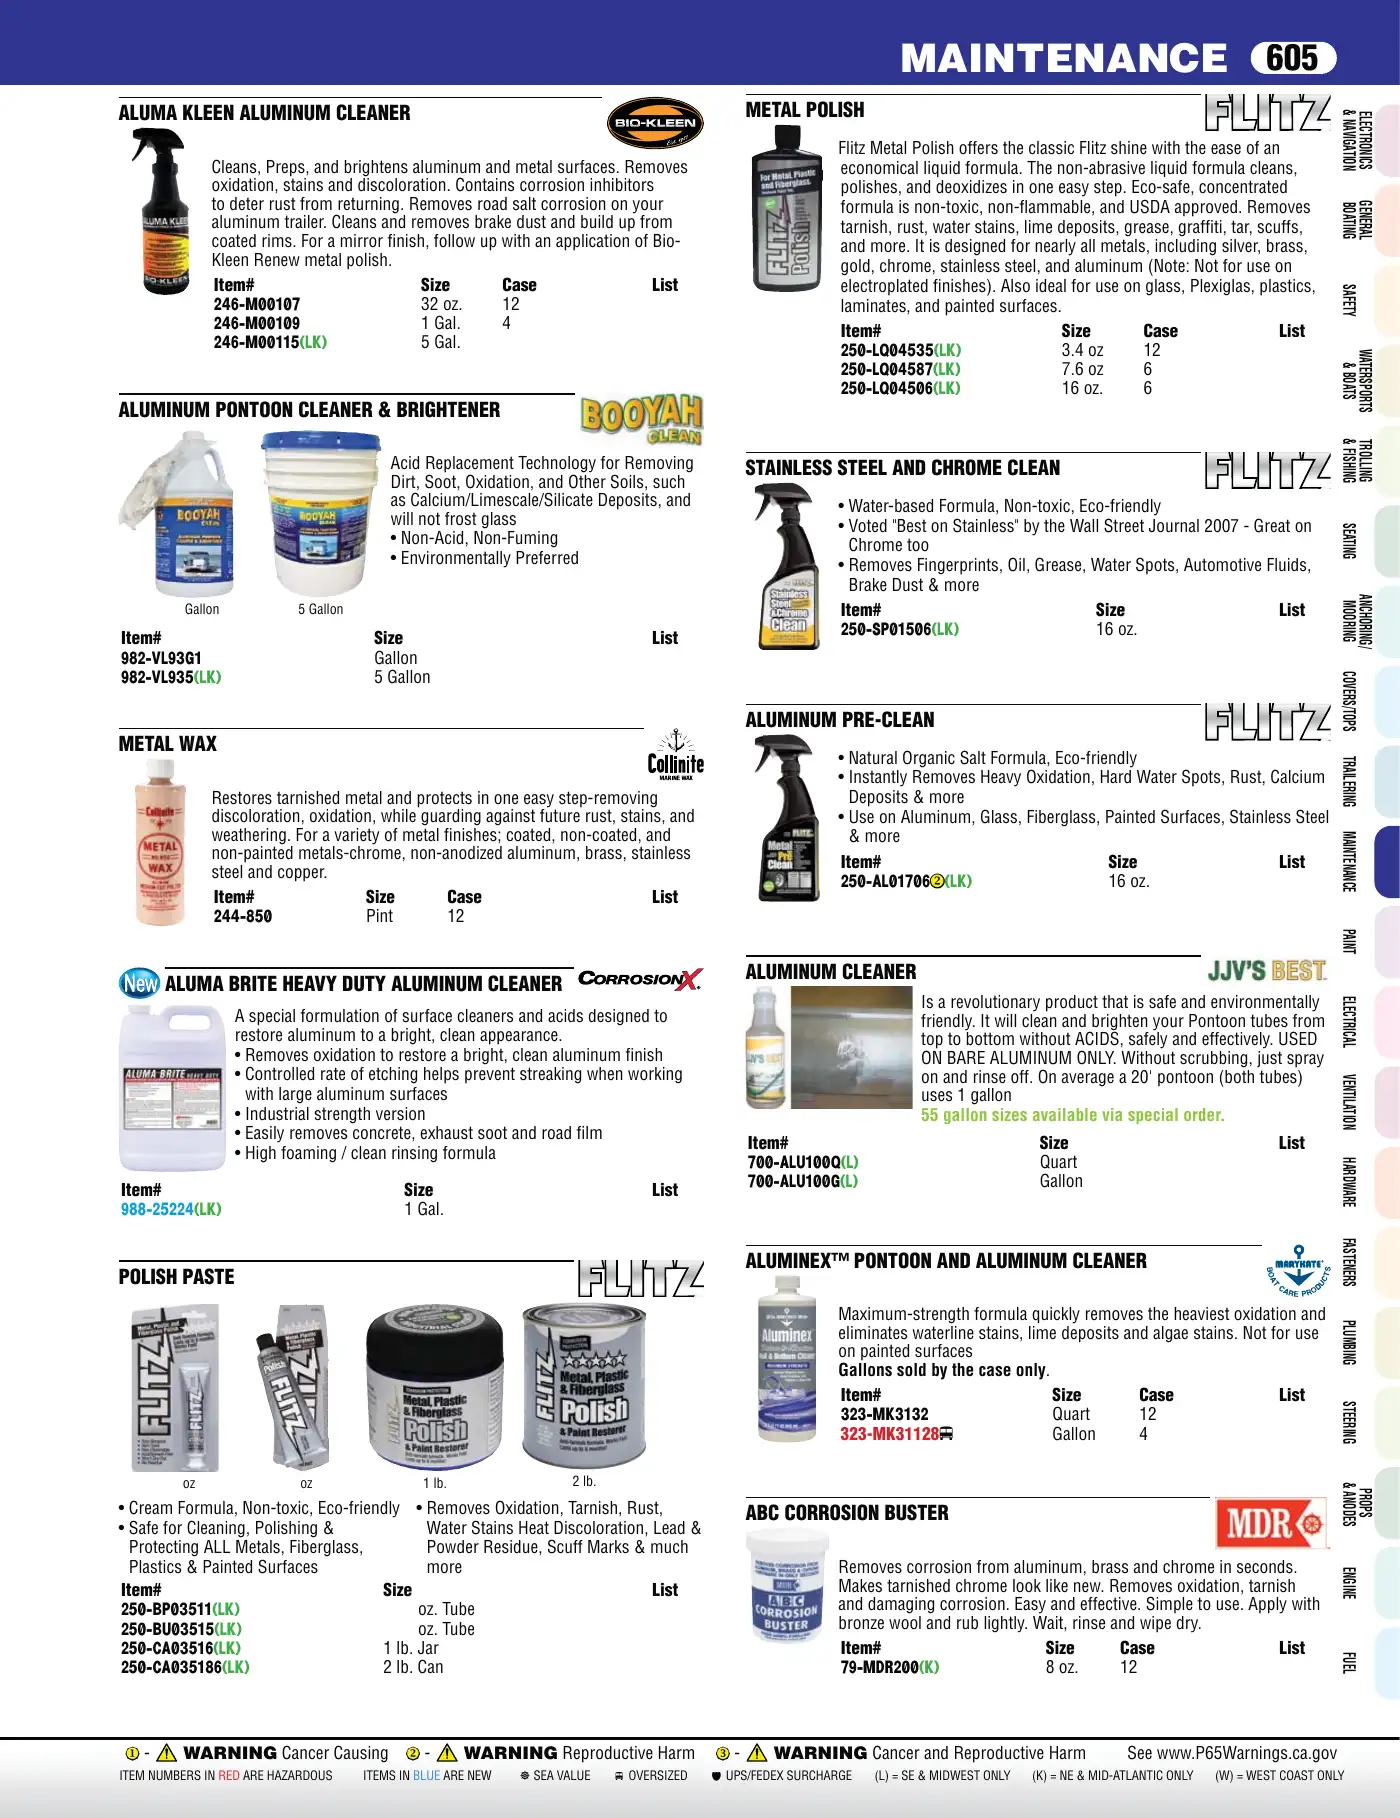 MAINTENANCE 605
ALUMA KLEEN ALUMINUM CLEANER
BIO-KLEEN
Cleans, Preps, and brightens aluminum and metal surfaces. Removes
oxidation, stains and discoloration. Contains corrosion inhibitors
to deter rust from returning. Removes road salt corrosion on your
aluminum trailer. Cleans and removes brake dust and build up from
coated rims. For a mirror finish, follow up with an application of Bio-
Kleen Renew metal polish.
Item# Size Case List
246-M00107 32 oz. 12
246-M00109 1 Gal. 4
246-M00115(LK) 5 Gal.
ALUMINUM PONTOON CLEANER & BRIGHTENER
BOOYAH
CLEAN
Acid Replacement Technology for Removing
Dirt, Soot, Oxidation, and Other Soils, such
as Calcium/Limescale/Silicate Deposits, and
will not frost glass
• Non-Acid, Non-Fuming
• Environmentally Preferred
Gallon 5 Gallon
Item# Size List
982-VL93G1 Gallon
982-VL935(LK) 5 Gallon
METAL WAX
Collinite
MARINE WAX
Restores tarnished metal and protects in one easy step-removing
discoloration, oxidation, while guarding against future rust, stains, and
weathering. For a variety of metal finishes; coated, non-coated, and
non-painted metals-chrome, non-anodized aluminum, brass, stainless
steel and copper.
Item# Size Case List
244-850 Pint 12
New ALUMA BRITE HEAVY DUTY ALUMINUM CLEANER
CORROSIONX
A special formulation of surface cleaners and acids designed to
restore aluminum to a bright, clean appearance.
• Removes oxidation to restore a bright, clean aluminum finish
• Controlled rate of etching helps prevent streaking when working
with large aluminum surfaces
• Industrial strength version
• Easily removes concrete, exhaust soot and road film
• High foaming / clean rinsing formula
ALUMA BRITE HEAVY DUTY
Item# Size List
988-25224(LK) 1 Gal.
POLISH PASTE
FLITZ
oz oz 1 lb. 2 lb.
• Cream Formula, Non-toxic, Eco-friendly
• Safe for Cleaning, Polishing &
Protecting ALL Metals, Fiberglass,
Plastics & Painted Surfaces
• Removes Oxidation, Tarnish, Rust,
Water Stains Heat Discoloration, Lead &
Powder Residue, Scuff Marks & much
more
Item# Size List
250-BP03511(LK) oz. Tube
250-BU03515(LK) oz. Tube
250-CA03516(LK) 1 lb. Jar
250-CA035186(LK) 2 lb. Can
METAL POLISH
FLITZ
Flitz Metal Polish offers the classic Flitz shine with the ease of an
economical liquid formula. The non-abrasive liquid formula cleans,
polishes, and deoxidizes in one easy step. Eco-safe, concentrated
formula is non-toxic, non-flammable, and USDA approved. Removes
tarnish, rust, water stains, lime deposits, grease, graffiti, tar, scuffs,
and more. It is designed for nearly all metals, including silver, brass,
gold, chrome, stainless steel, and aluminum (Note: Not for use on
electroplated finishes). Also ideal for use on glass, Plexiglas, plastics,
laminates, and painted surfaces.
Item# Size Case List
250-LQ04535(LK) 3.4 oz 12
250-LQ04587(LK) 7.6 oz 6
250-LQ04506(LK) 16 oz. 6
STAINLESS STEEL AND CHROME CLEAN
FLITZ
• Water-based Formula, Non-toxic, Eco-friendly
• Voted "Best on Stainless" by the Wall Street Journal 2007 - Great on
Chrome too
• Removes Fingerprints, Oil, Grease, Water Spots, Automotive Fluids,
Brake Dust & more
Item# Size List
250-SP01506(LK) 16 oz.
ALUMINUM PRE-CLEAN
FLITZ
• Natural Organic Salt Formula, Eco-friendly
• Instantly Removes Heavy Oxidation, Hard Water Spots, Rust, Calcium
Deposits & more
• Use on Aluminum, Glass, Fiberglass, Painted Surfaces, Stainless Steel
& more
Item# Size List
250-AL01706②(LK) 16 oz.
ALUMINUM CLEANER
JJV'S BEST
Is a revolutionary product that is safe and environmentally
friendly. It will clean and brighten your Pontoon tubes from
top to bottom without ACIDS, safely and effectively. USED
ON BARE ALUMINUM ONLY. Without scrubbing, just spray
on and rinse off. On average a 20' pontoon (both tubes)
uses 1 gallon
55 gallon sizes available via special order.
Item# Size List
700-ALU100Q(L) Quart
700-ALU100G(L) Gallon
ALUMINEX™ PONTOON AND ALUMINUM CLEANER
MARYKATE
BOAT CARE PRODUCTS
Maximum-strength formula quickly removes the heaviest oxidation and
eliminates waterline stains, lime deposits and algae stains. Not for use
on painted surfaces
Gallons sold by the case only.
Item# Size Case List
323-MK3132 Quart 12
323-MK31128 Gallon 4
ABC CORROSION BUSTER
MDR
Removes corrosion from aluminum, brass and chrome in seconds.
Makes tarnished chrome look like new. Removes oxidation, tarnish
and damaging corrosion. Easy and effective. Simple to use. Apply with
bronze wool and rub lightly. Wait, rinse and wipe dry.
Item# Size Case List
79-MDR200(K) 8 oz. 12
ELECTRONICS
& NAVIGATION
GENERAL
BOATING
SAFETY
WATERSPORTS
& BOATS
TROLLING
& FISHING
SEATING
ANCHORING/
MOORING
COVERS/TOPS
TRAILERING
MAINTENANCE
PAINT
ELECTRICAL
VENTILATION
HARDWARE
FASTENERS
PLUMBING
STEERING
PROPS
& ANODES
ENGINE
FUEL
① - WARNING Cancer Causing ② - WARNING Reproductive Harm ③ - WARNING Cancer and Reproductive Harm See www.P65Warnings.ca.gov
ITEM NUMBERS IN RED ARE HAZARDOUS ITEMS IN BLUE ARE NEW SEA VALUE OVERSIZED UPS/FEDEX SURCHARGE (L) = SE & MIDWEST ONLY (K) = NE & MID-ATLANTIC ONLY (W) = WEST COAST ONLY